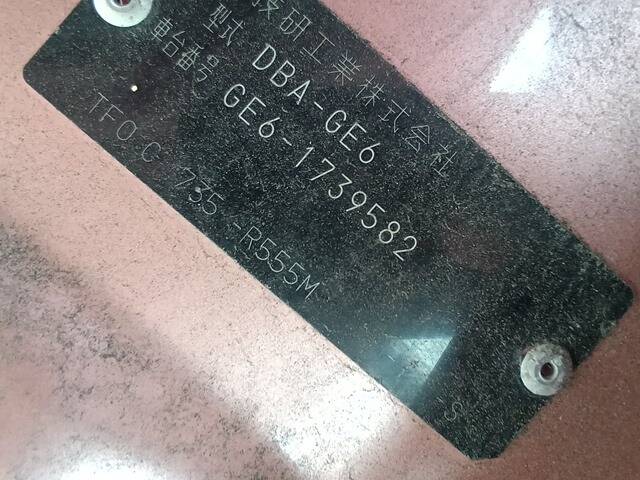 技研工業株式会社
型式 DBA-GE6
車台番号 GE6-1739582
TFO C 735 -R555M
S